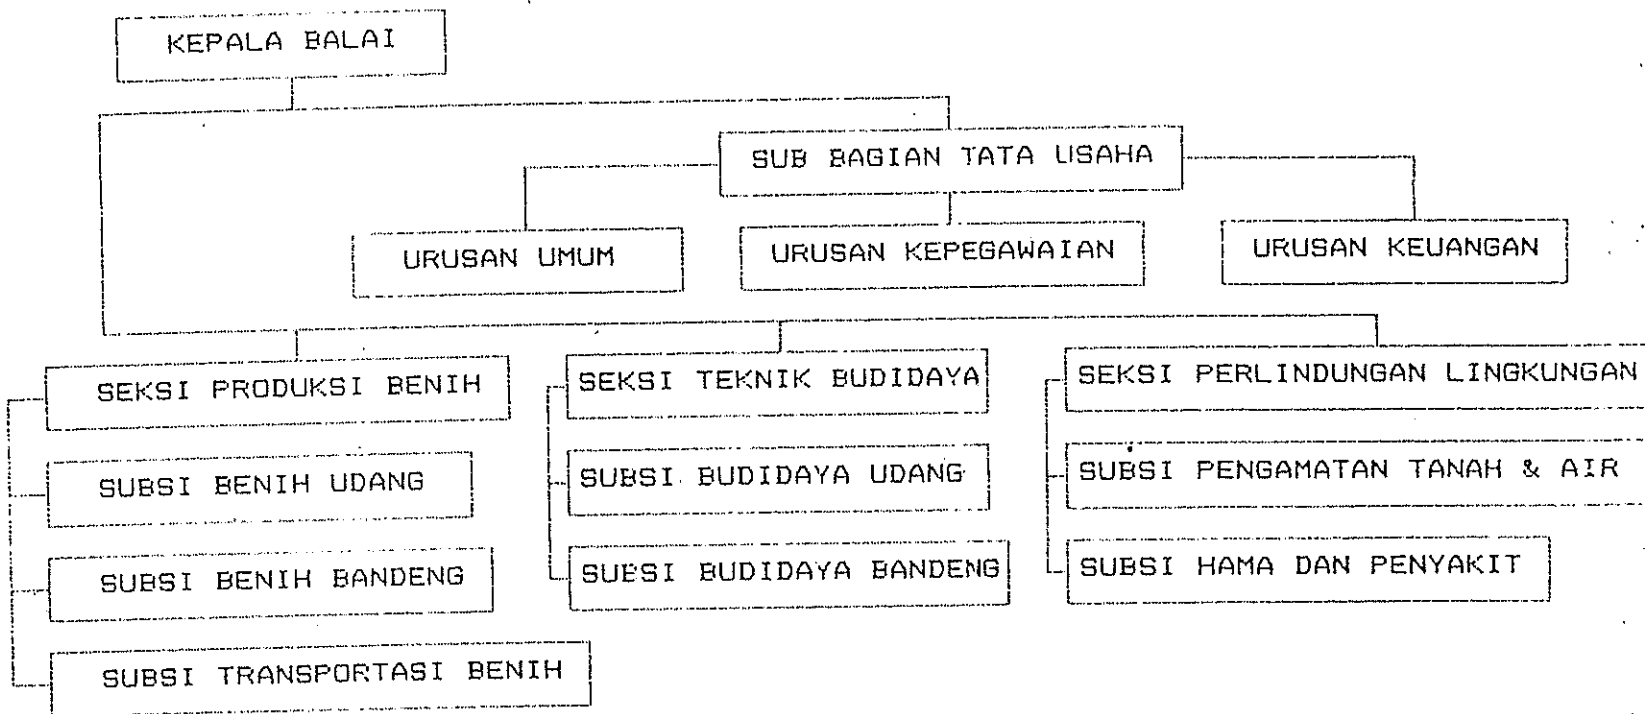 KEPALA BALAI
SUB BAGIAN TATA USAHA
URUSAN UMUM
URUSAN KEPEGAWAIAN
URUSAN KEUANGAN
SEKSI PRODUKSI BENIH
SEKSI TEKNIK BUDIDAYA
SEKSI PERLINDUNGAN LINGKUNGAN
SUBSI BENIH UDANG
SUBSI BUDIDAYA UDANG
SUBSI PENGAMATAN TANAH & AIR
SUBSI BENIH BANDENG
SUBSI BUDIDAYA BANDENG
SUBSI HAMA DAN PENYAKIT
SUBSI TRANSPORTASI BENIH